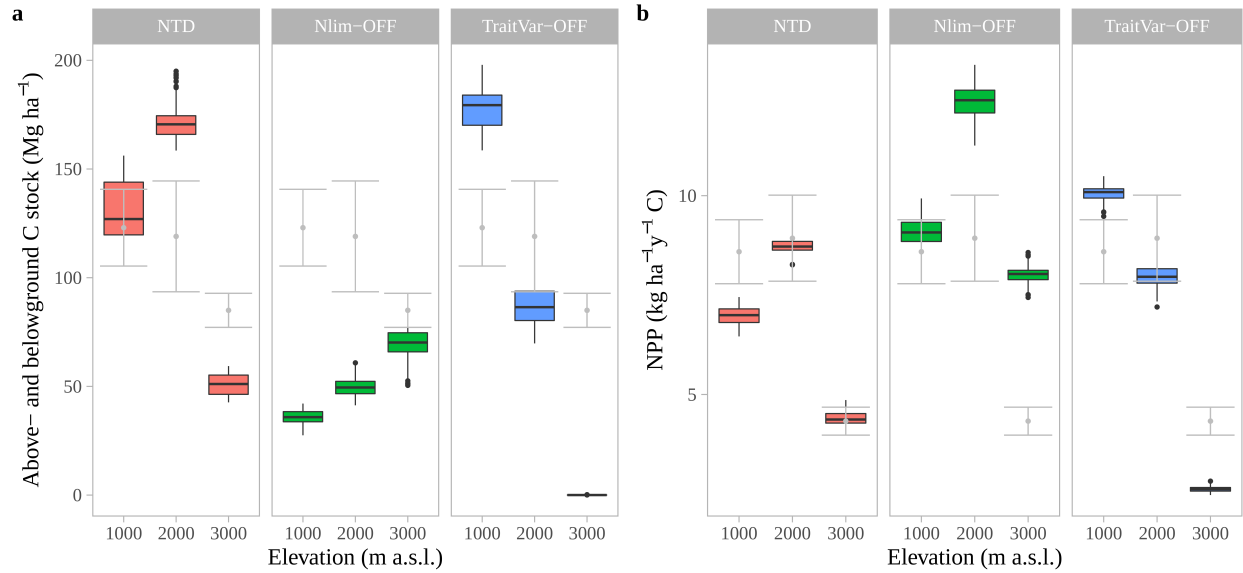 a
NTD
Nlim−OFF
TraitVar−OFF
Above− and belowground C stock (Mg ha⁻¹)
200
150
100
50
0
1000 2000 3000
1000 2000 3000
1000 2000 3000
Elevation (m a.s.l.)
b
NTD
Nlim−OFF
TraitVar−OFF
NPP (kg ha⁻¹y⁻¹ C)
10
5
1000 2000 3000
1000 2000 3000
1000 2000 3000
Elevation (m a.s.l.)